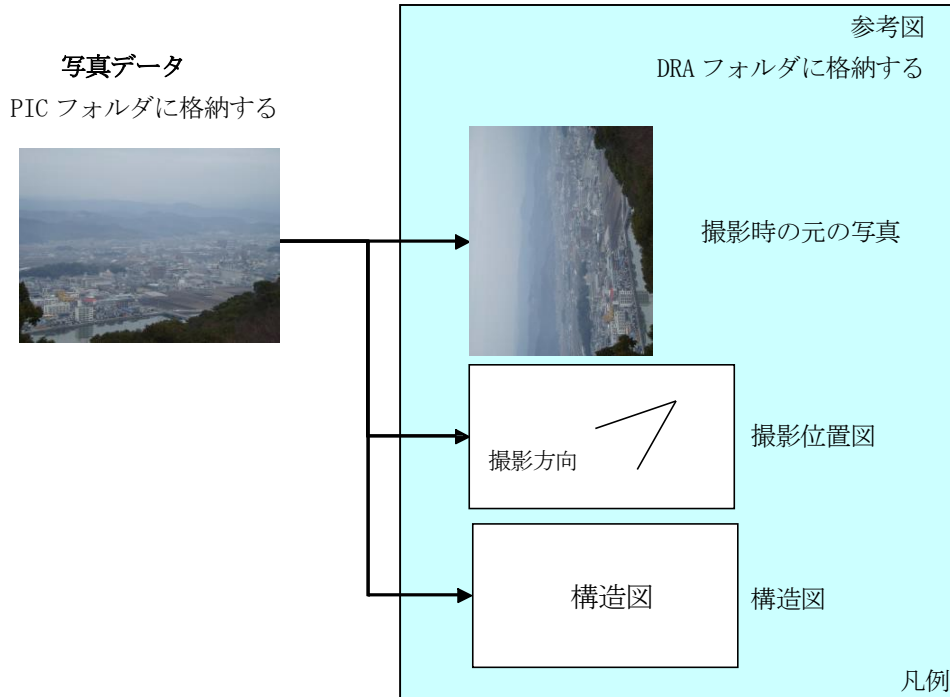 写真データ
PIC フォルダに格納する
参考図
DRA フォルダに格納する
撮影時の元の写真
撮影方向
撮影位置図
構造図
構造図
凡例